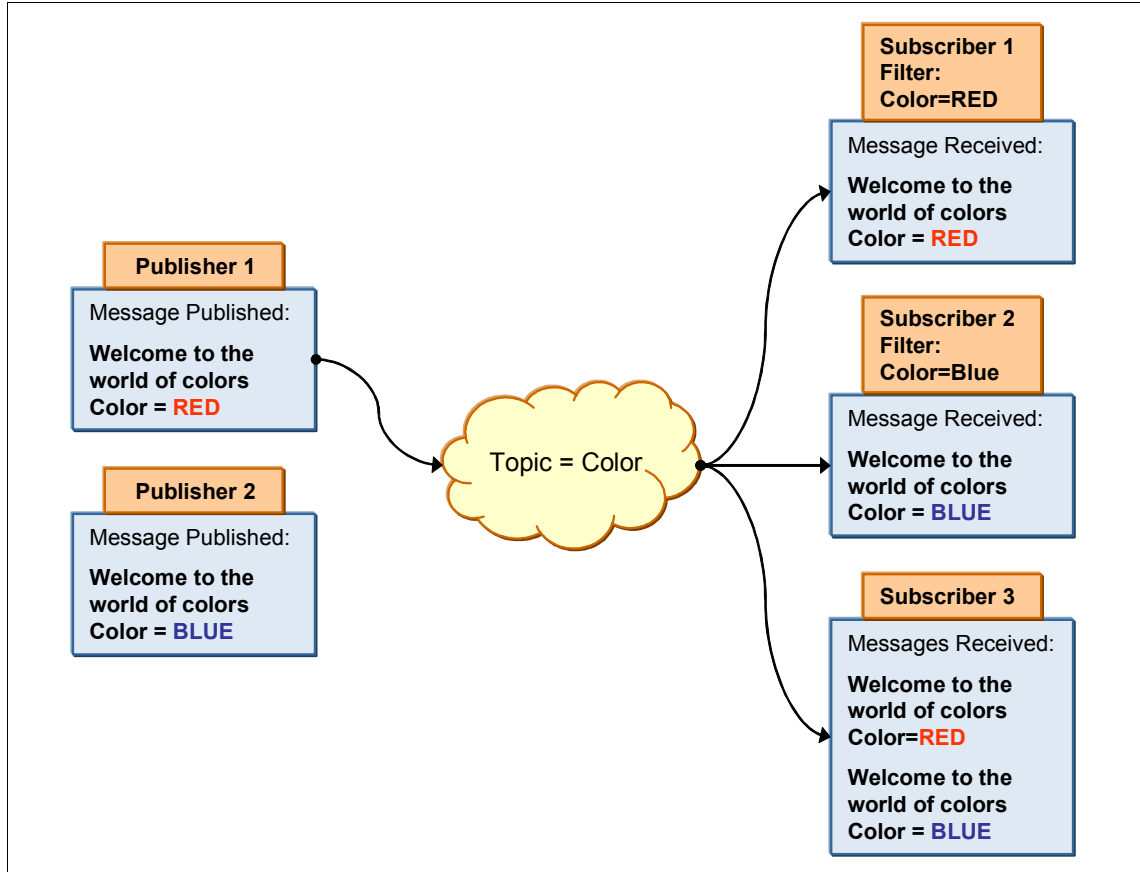 Publisher 1
Message Published:
Welcome to the
world of colors
Color = RED
Publisher 2
Message Published:
Welcome to the
world of colors
Color = BLUE
Topic = Color
Subscriber 1
Filter:
Color=RED
Message Received:
Welcome to the
world of colors
Color = RED
Subscriber 2
Filter:
Color=Blue
Message Received:
Welcome to the
world of colors
Color = BLUE
Subscriber 3
Messages Received:
Welcome to the
world of colors
Color=RED
Welcome to the
world of colors
Color = BLUE